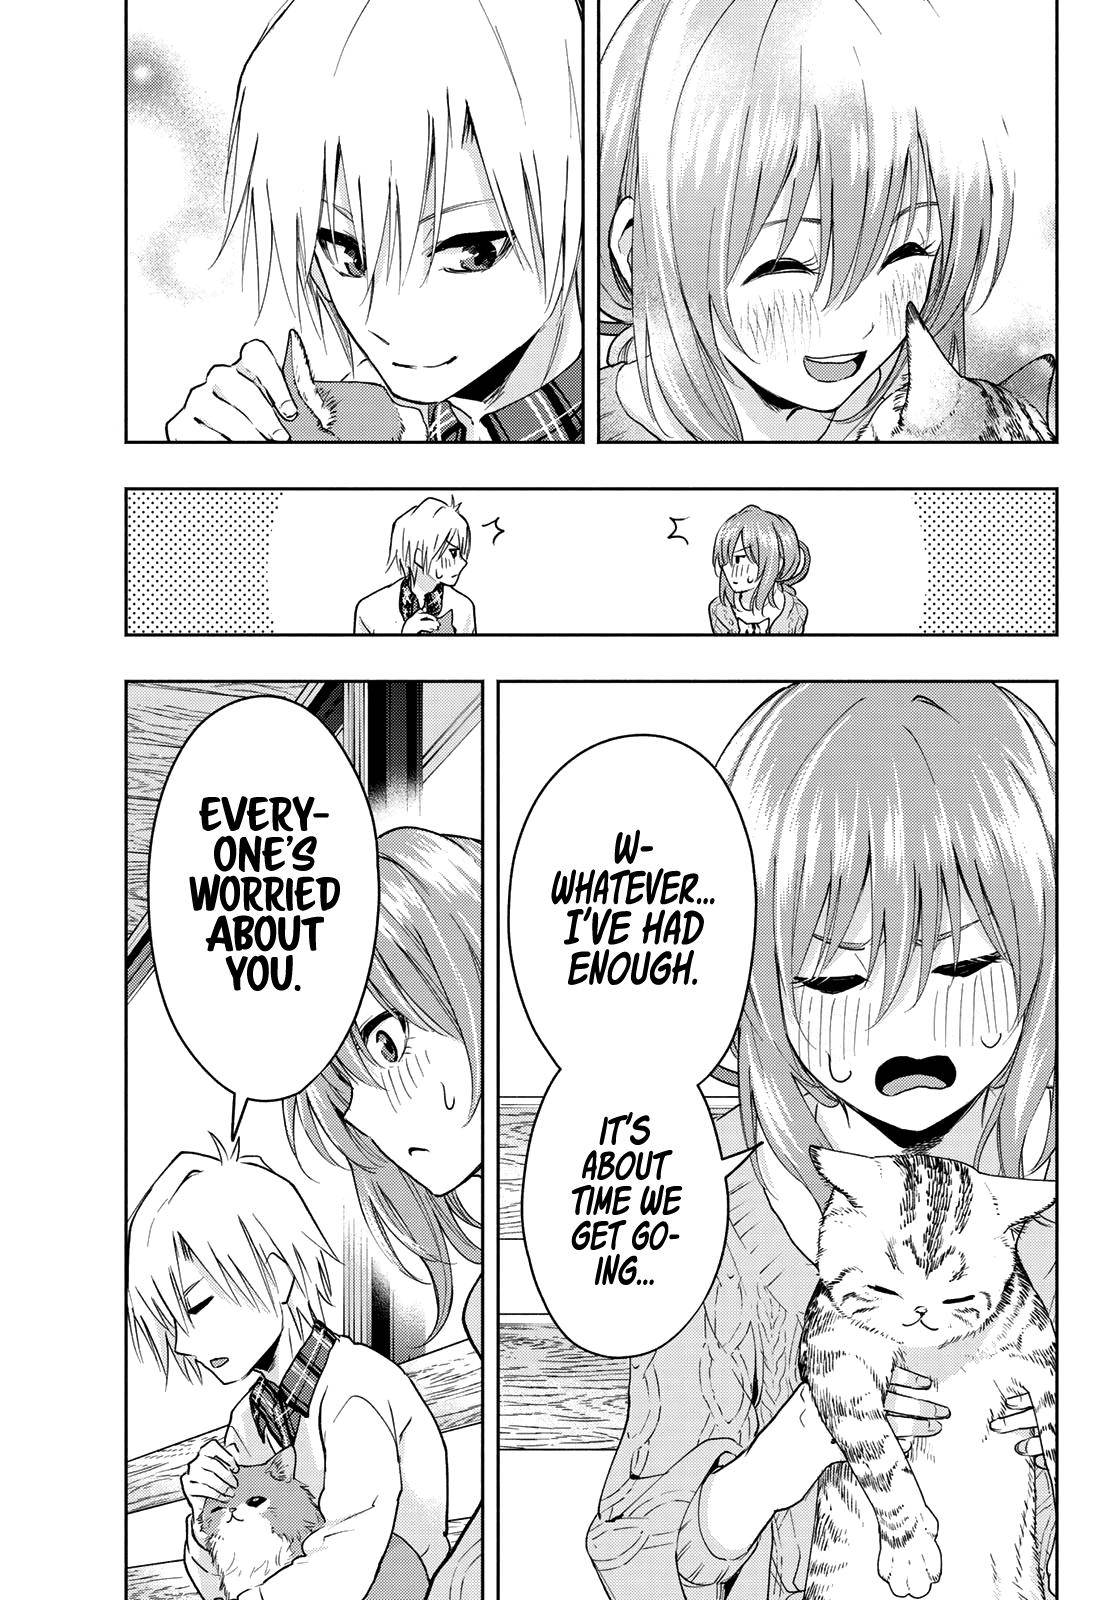 W-
WHATEVER...
I'VE HAD
ENOUGH.
IT'S
ABOUT
TIME WE
GET GO-
ING...
EVERY-
ONE'S
WORRIED
ABOUT
YOU.